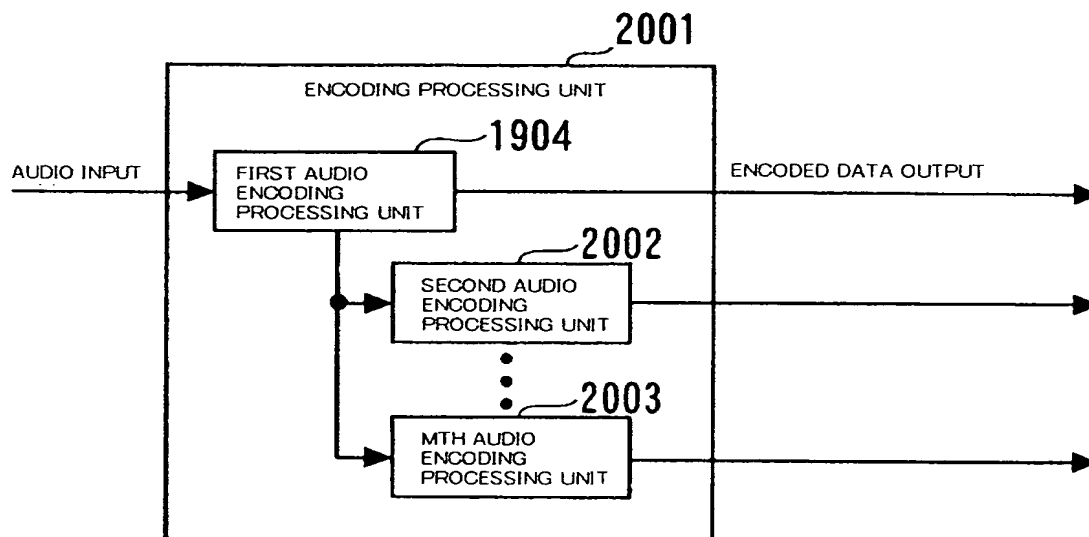 2001
ENCODING PROCESSING UNIT
1904
AUDIO INPUT
FIRST AUDIO
ENCODING
PROCESSING UNIT
ENCODED DATA OUTPUT
2002
SECOND AUDIO
ENCODING
PROCESSING UNIT
2003
MTH AUDIO
ENCODING
PROCESSING UNIT